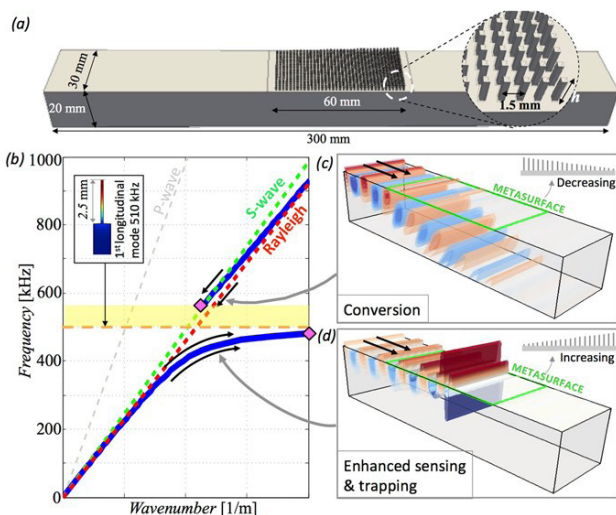 (a)
30 mm
20 mm
60 mm
300 mm
1.5 mm
h
(b)
1000
800
600
400
200
0
Frequency [kHz]
Wavenumber [1/m]
2.5 mm
1st longitudinal
mode 510 kHz
P-wave
S-wave
Rayleigh
(c)
Decreasing
METASURFACE
Conversion
(d)
Increasing
METASURFACE
Enhanced sensing
& trapping